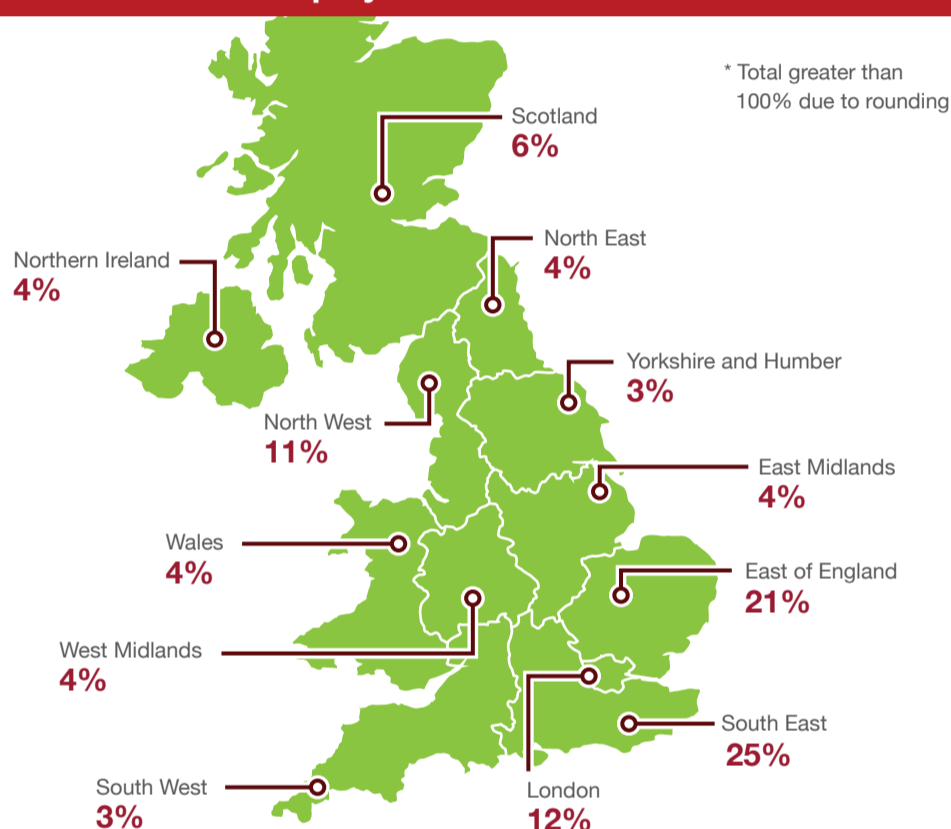 * Total greater than
100% due to rounding
Scotland
6%
North East
4%
Northern Ireland
4%
Yorkshire and Humber
3%
North West
11%
East Midlands
4%
Wales
4%
East of England
21%
West Midlands
4%
South East
25%
South West
3%
London
12%